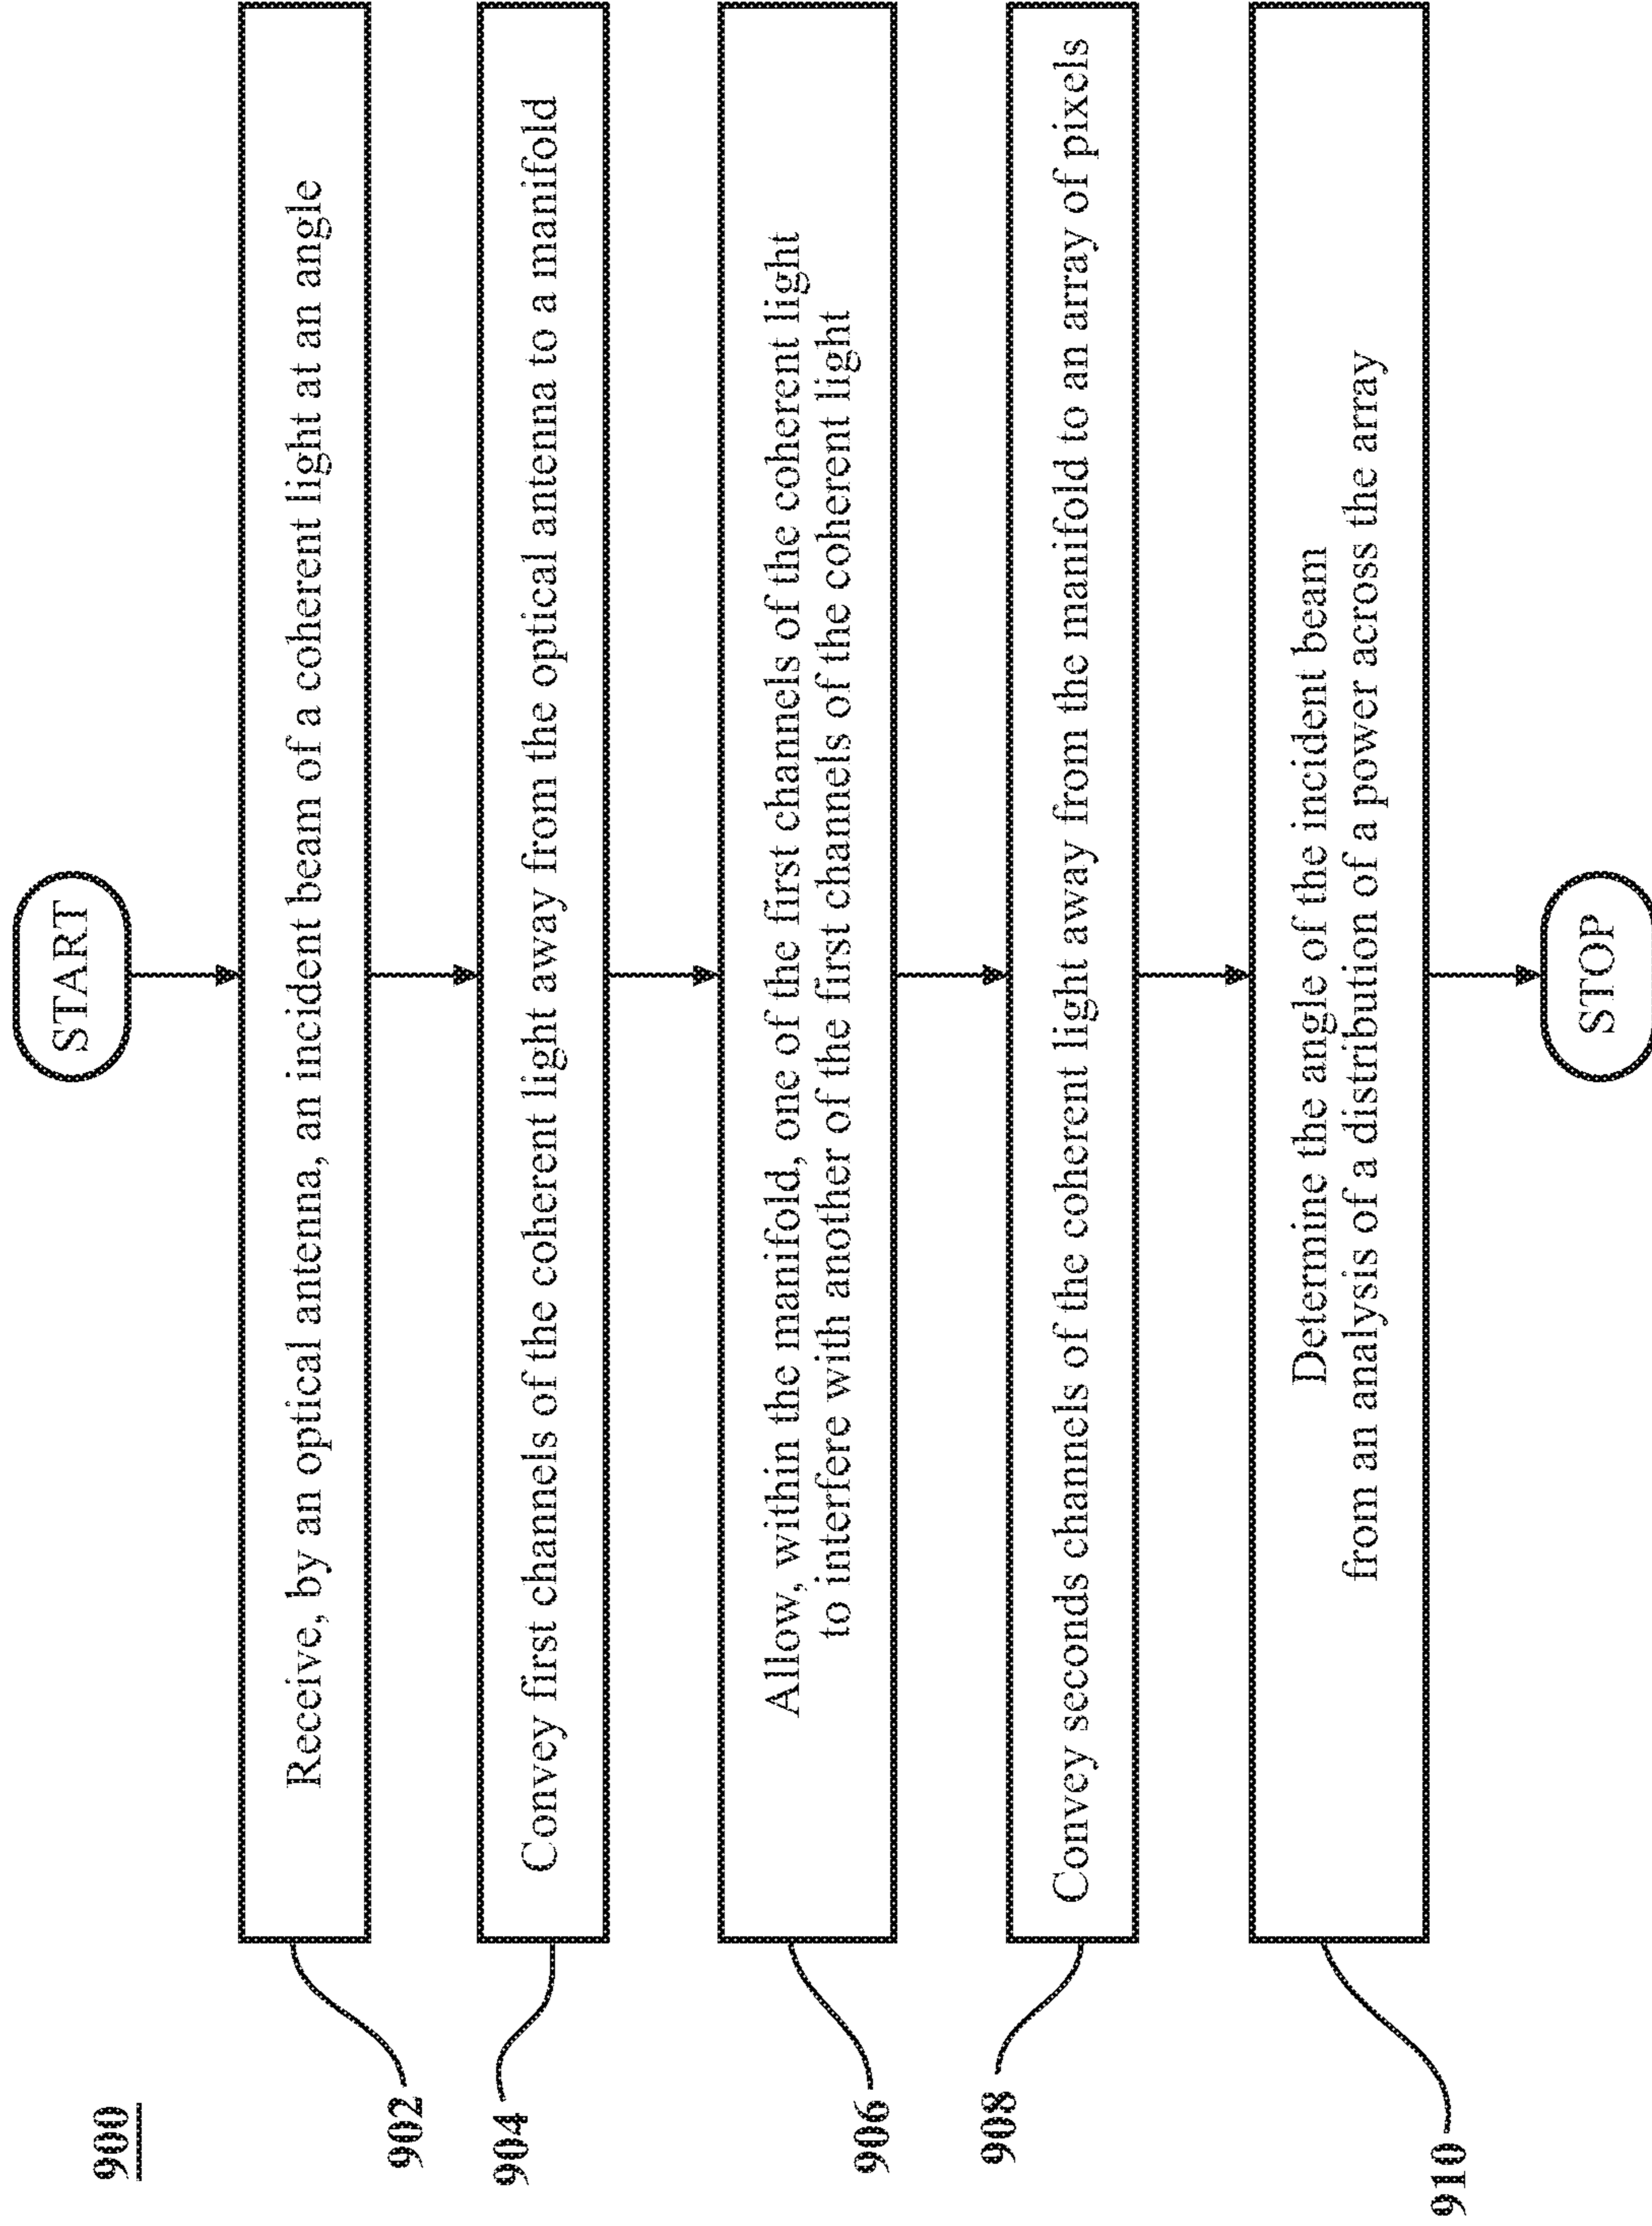 900
START
902
Receive, by an optical antenna, an incident beam of a coherent light at an angle
904
Convey first channels of the coherent light away from the optical antenna to a manifold
906
Allow, within the manifold, one of the first channels of the coherent light
to interfere with another of the first channels of the coherent light
908
Convey seconds channels of the coherent light away from the manifold to an array of pixels
910
Determine the angle of the incident beam
from an analysis of a distribution of a power across the array
STOP